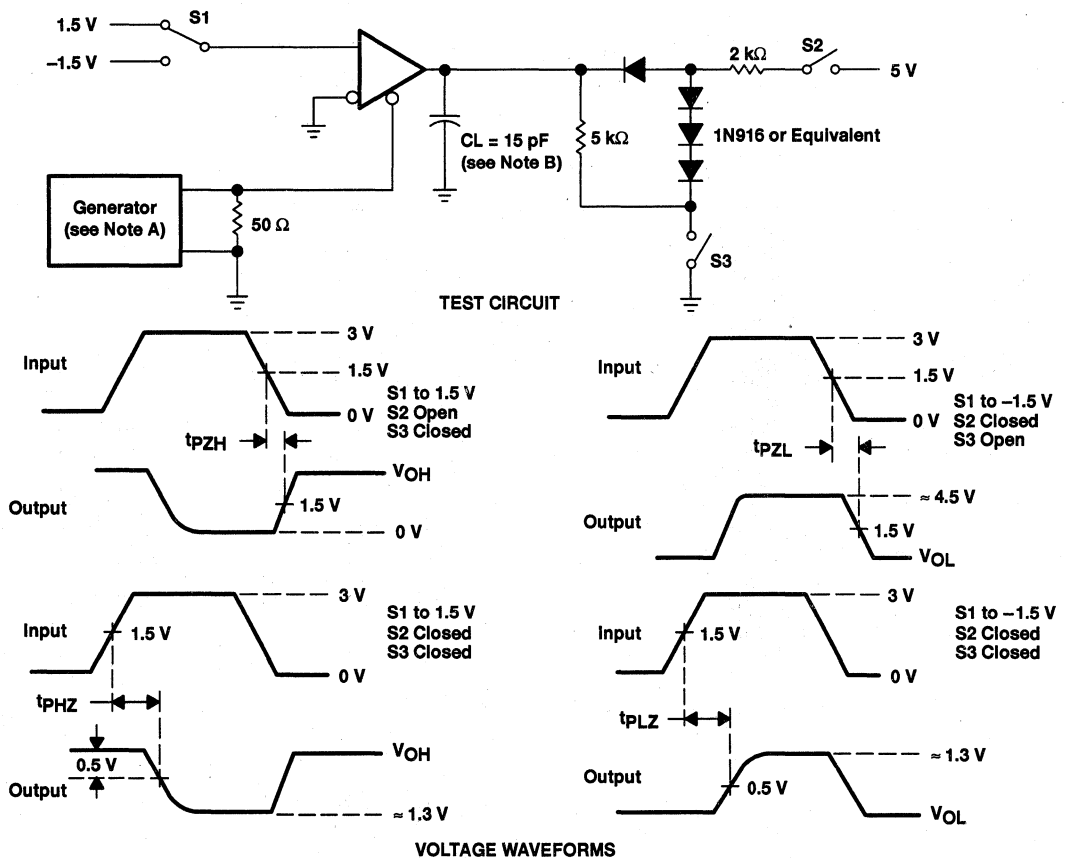 1.5 V
S1
–1.5 V
2 kΩ
S2
5 V
CL = 15 pF
(see Note B)
5 kΩ
1N916 or Equivalent
Generator
(see Note A)
50 Ω
S3
TEST CIRCUIT
Input
3 V
1.5 V
0 V
S1 to 1.5 V
S2 Open
S3 Closed
tPZH
Output
VOH
1.5 V
0 V
Input
3 V
1.5 V
0 V
S1 to –1.5 V
S2 Closed
S3 Open
tPZL
Output
≈ 4.5 V
1.5 V
VOL
Input
3 V
1.5 V
0 V
S1 to 1.5 V
S2 Closed
S3 Closed
tPHZ
Output
0.5 V
VOH
≈ 1.3 V
Input
3 V
1.5 V
0 V
S1 to –1.5 V
S2 Closed
S3 Closed
tPLZ
Output
≈ 1.3 V
0.5 V
VOL
VOLTAGE WAVEFORMS